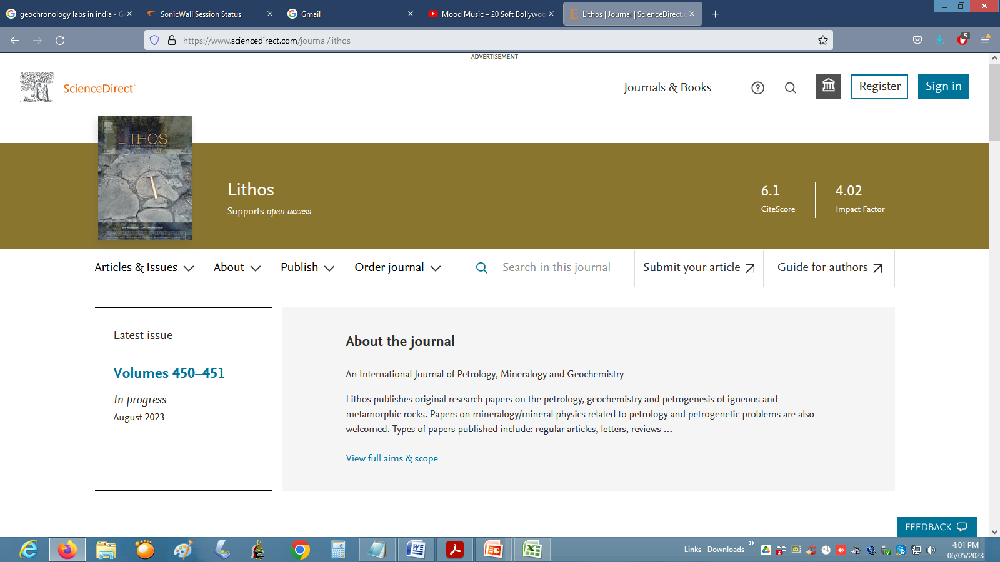 geochronology labs in india - G
SonicWall Session Status
Gmail
Mood Music – 20 Soft Bollywoo
Lithos | Journal | ScienceDirect.c
https://www.sciencedirect.com/journal/lithos
5
ADVERTISEMENT
ScienceDirect
Journals & Books
Register
Sign in
LITHOS
Lithos
Supports open access
6.1
CiteScore
4.02
Impact Factor
Articles & Issues
About
Publish
Order journal
Search in this journal
Submit your article
Guide for authors
Latest issue
Volumes 450–451
In progress
August 2023
About the journal
An International Journal of Petrology, Mineralogy and Geochemistry
Lithos publishes original research papers on the petrology, geochemistry and petrogenesis of igneous and
metamorphic rocks. Papers on mineralogy/mineral physics related to petrology and petrogenetic problems are also
welcomed. Types of papers published include: regular articles, letters, reviews ...
View full aims & scope
FEEDBACK
Links Downloads
4:01 PM
06/05/2023